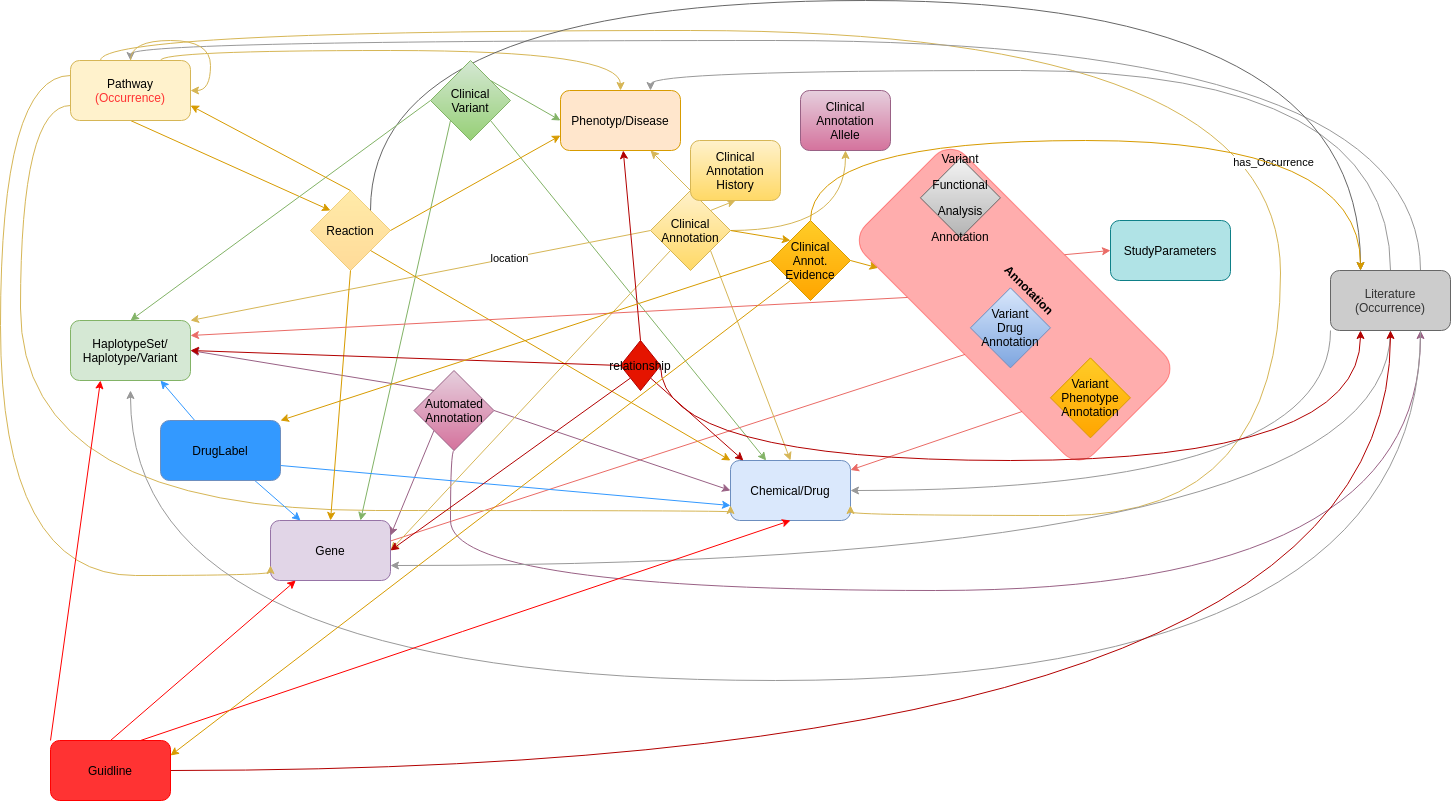 Pathway
(Occurrence)
Clinical
Variant
Phenotyp/Disease
Clinical
Annotation
Allele
Clinical
Annotation
History
Variant
Functional
Analysis
Annotation
has_Occurrence
Reaction
Clinical
Annotation
Clinical
Annot.
Evidence
StudyParameters
location
Annotation
Literature
(Occurrence)
HaplotypeSet/
Haplotype/Variant
Variant
Drug
Annotation
relationship
Automated
Annotation
Variant
Phenotype
Annotation
DrugLabel
Chemical/Drug
Gene
Guidline